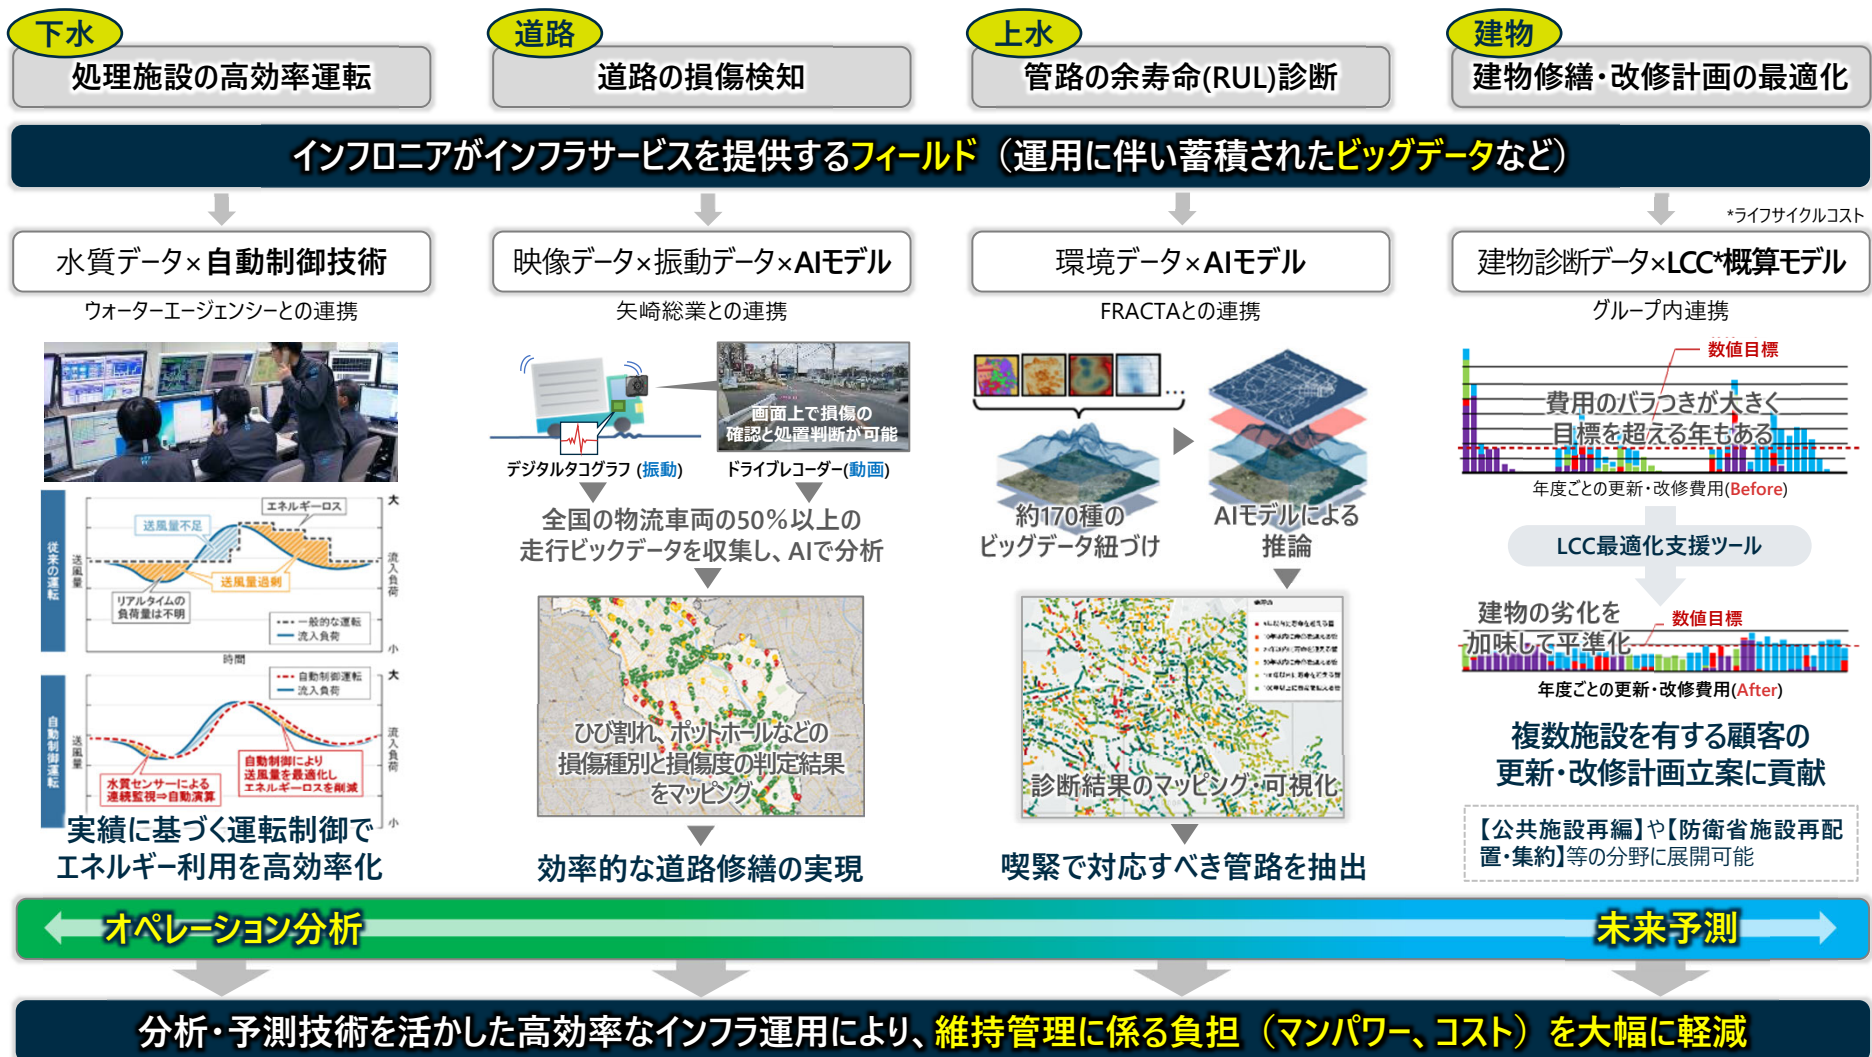 下水
処理施設の高効率運転
道路
道路の損傷検知
上水
管路の余寿命(RUL)診断
建物
建物修繕・改修計画の最適化
インフロニアがインフラサービスを提供するフィールド（運用に伴い蓄積されたビッグデータなど）
水質データ×自動制御技術
ウォーターエージェンシーとの連携
従来の運転
送風量
大
流入負荷
小
送風量不足
エネルギーロス
送風量過剰
リアルタイムの
負荷量は不明
一般的な運転
流入負荷
時間
自動制御運転
送風量
大
流入負荷
小
自動制御運転
流入負荷
水質センサーによる
連続監視⇒自動演算
自動制御により
送風量を最適化し
エネルギーロスを削減
実績に基づく運転制御で
エネルギー利用を高効率化
映像データ×振動データ×AIモデル
矢崎総業との連携
画面上で損傷の
確認と処置判断が可能
デジタルタコグラフ (振動)
ドライブレコーダー(動画)
全国の物流車両の50％以上の
走行ビックデータを収集し、AIで分析
ひび割れ、ポットホールなどの
損傷種別と損傷度の判定結果
をマッピング
効率的な道路修繕の実現
環境データ×AIモデル
FRACTAとの連携
…
約170種の
ビッグデータ紐づけ
AIモデルによる
推論
診断結果のマッピング・可視化
喫緊で対応すべき管路を抽出
*ライフサイクルコスト
建物診断データ×LCC*概算モデル
グループ内連携
数値目標
費用のバラつきが大きく
目標を超える年もある
年度ごとの更新・改修費用(Before)
LCC最適化支援ツール
建物の劣化を
加味して平準化
数値目標
年度ごとの更新・改修費用(After)
複数施設を有する顧客の
更新・改修計画立案に貢献
【公共施設再編】や【防衛省施設再配
置・集約】等の分野に展開可能
オペレーション分析
未来予測
分析・予測技術を活かした高効率なインフラ運用により、維持管理に係る負担（マンパワー、コスト）を大幅に軽減